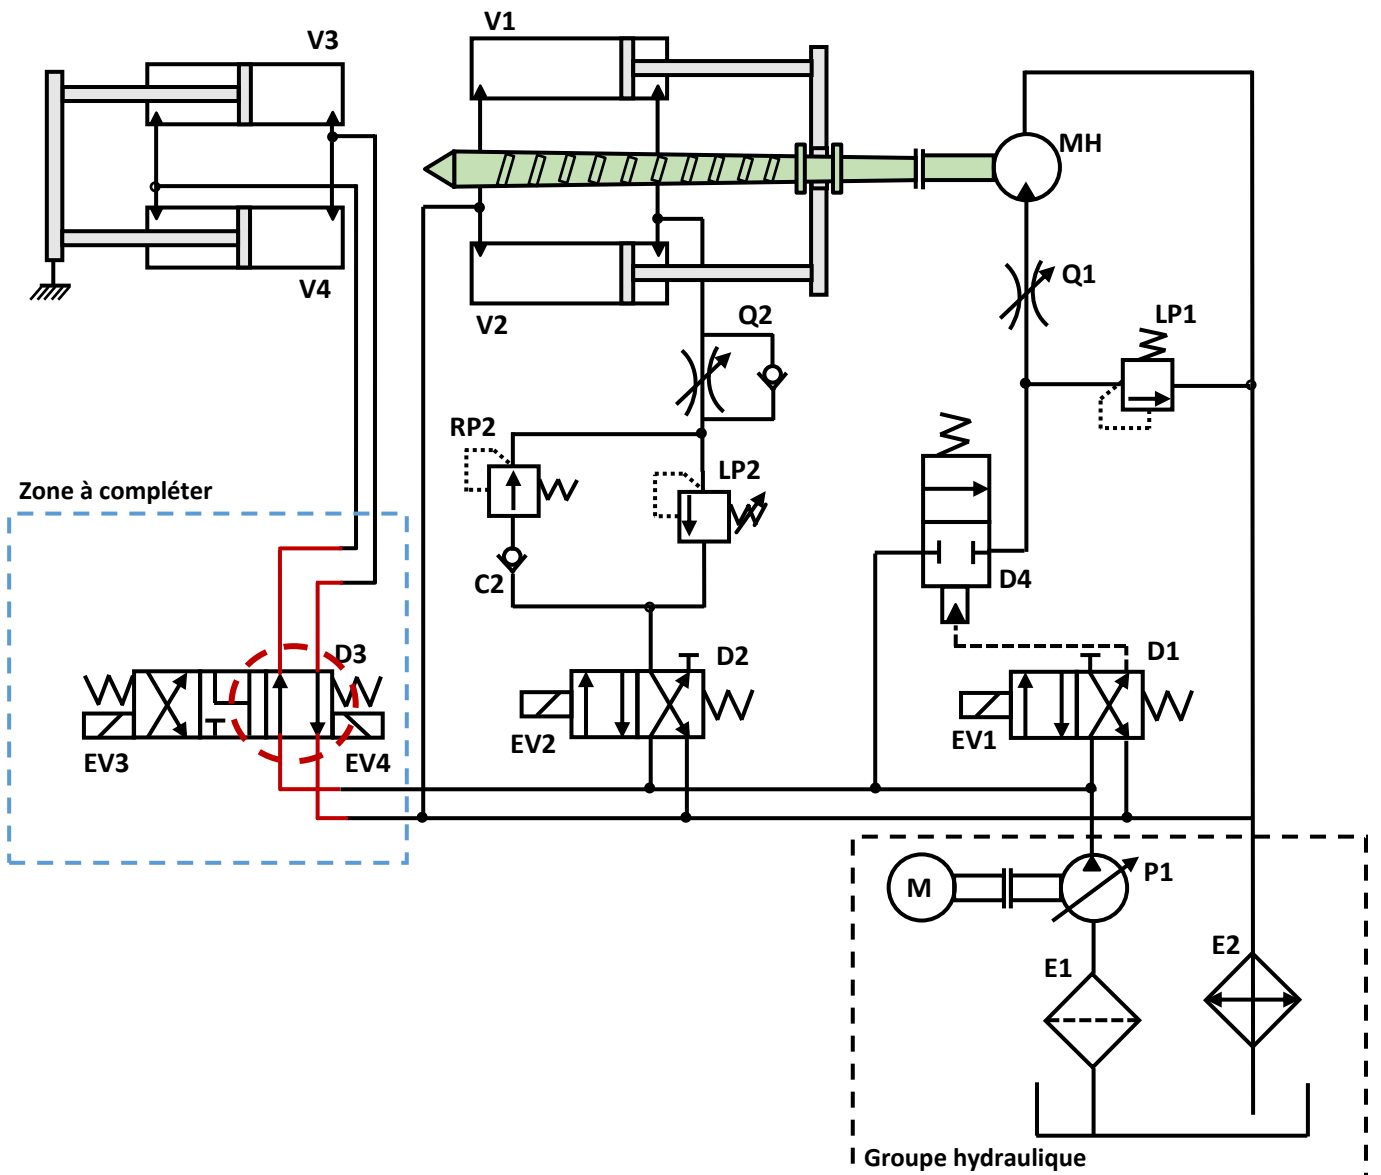 V3
V1
MH
V4
V2
Q1
Q2
LP1
RP2
LP2
Zone à compléter
C2
D4
D3
D2
D1
EV3
EV4
EV2
EV1
M
P1
E1
E2
Groupe hydraulique